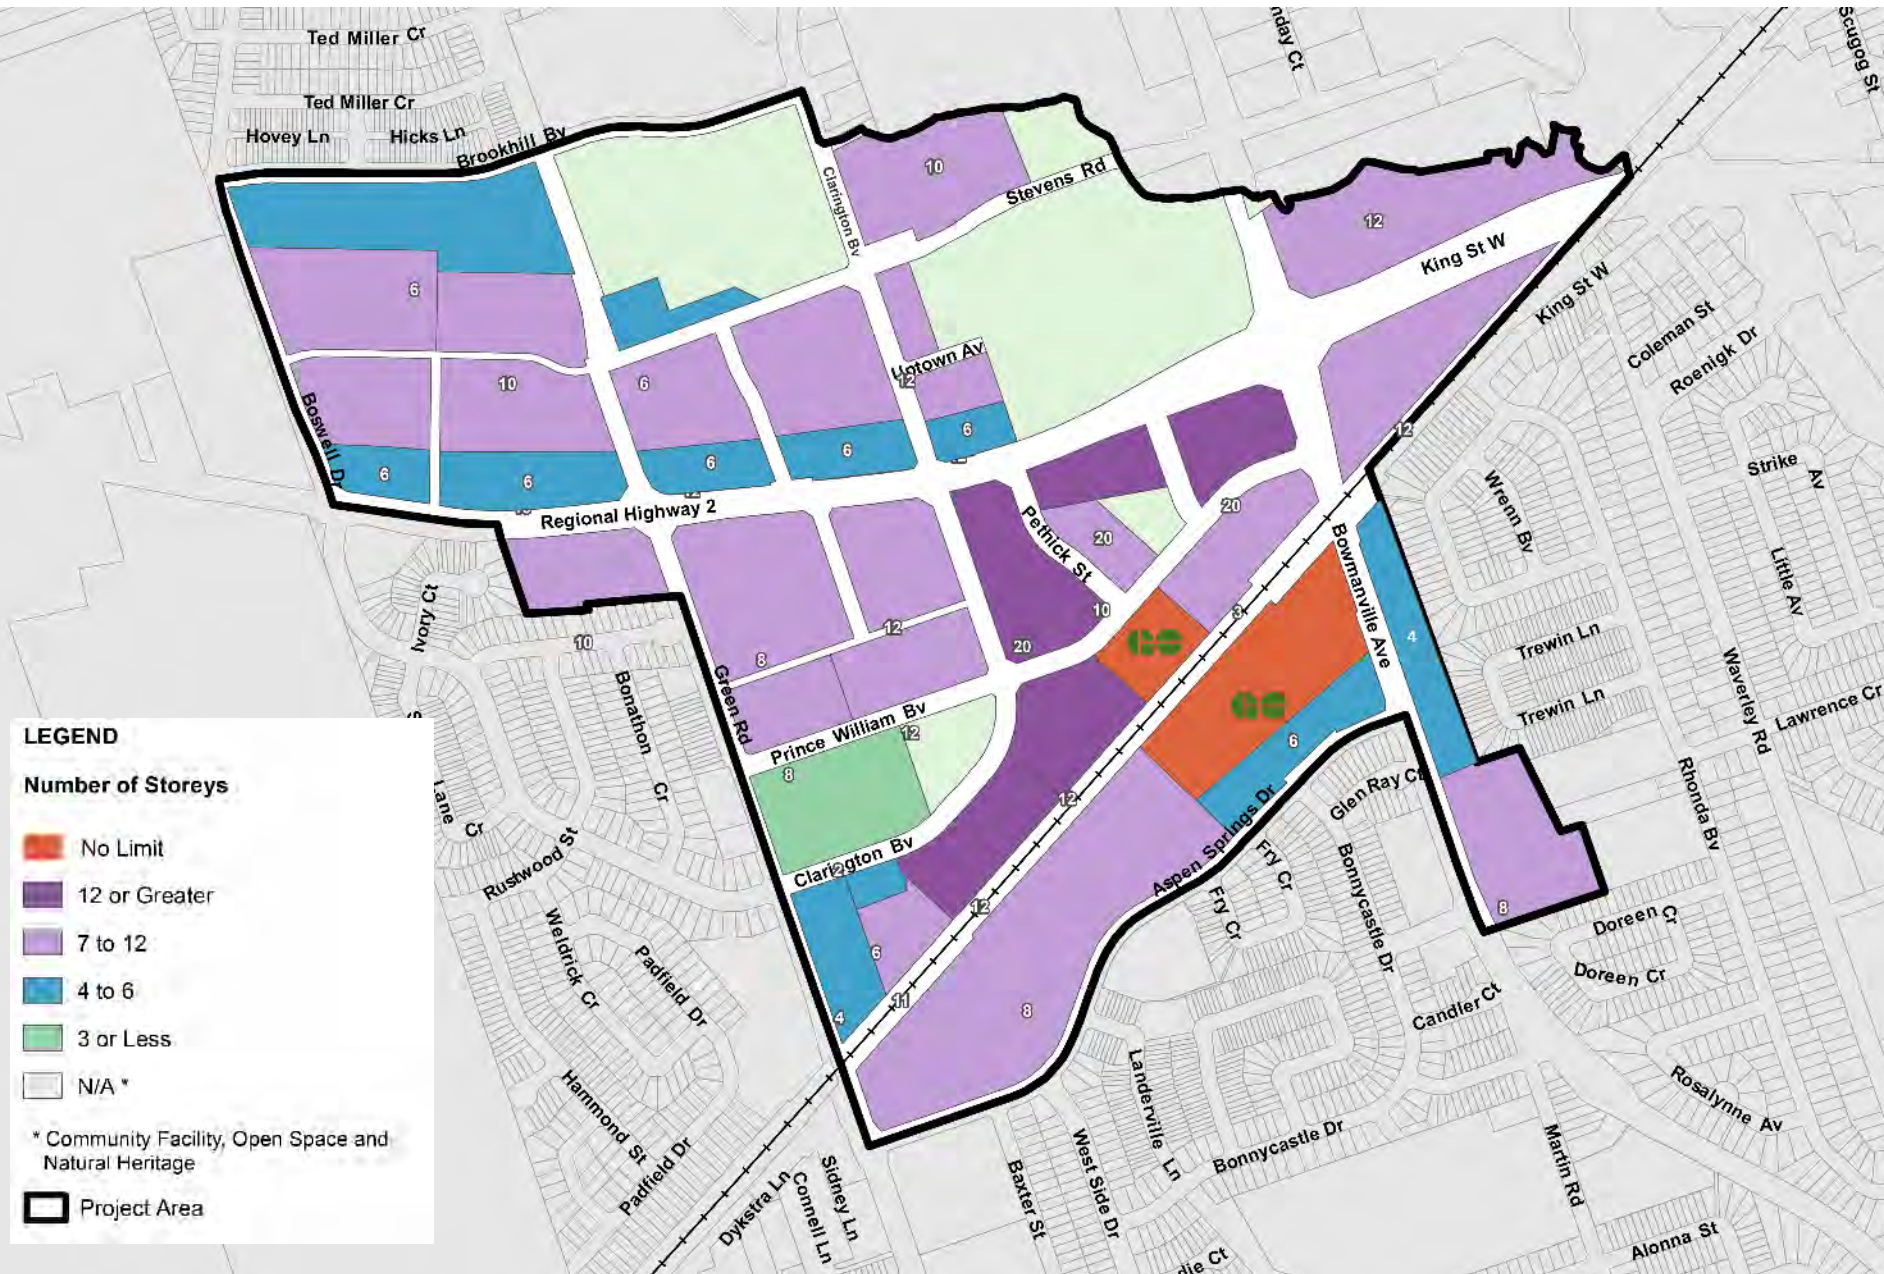 Ted Miller Cr
Ted Miller Cr
Hovey Ln
Hicks Ln
Brookhill Bv
nday Ct
Scugog St
10
Stevens Rd
Clarington Bv
12
King St W
King St W
6
Coleman St
Roenigk Dr
Uptown Av
12
10
6
Boswell Dr
6
6
6
6
6
12
Strike Av
Wrenn Bv
12
Regional Highway 2
20
Pethick St
20
Bowmanville Ave
Little Av
Ivory Ct
10
12
10
3
4
Trewin Ln
20
8
Green Rd
Bonathon Cr
Trewin Ln
Waverley Rd
Lawrence Cr
Prince William Bv
12
6
8
Rhonda Bv
Glen Ray Ct
Lane
Cr
12
Aspen Springs Dr
Clarington Bv
Rustwood St
Fry Cr
Fry Cr
Bonnycastle Dr
12
8
Doreen Cr
Doreen Cr
Weldrick Cr
Padfield Dr
6
11
4
8
Candler Ct
Landerville Ln
Rosalynne Av
Hammond St
Padfield Dr
Bonnycastle Dr
West Side Dr
Baxter St
Martin Rd
Dykstra Ln
Connell Ln
Sidney Ln
Alonna St
die Ct
LEGEND
Number of Storeys
No Limit
12 or Greater
7 to 12
4 to 6
3 or Less
N/A *
* Community Facility, Open Space and
Natural Heritage
Project Area